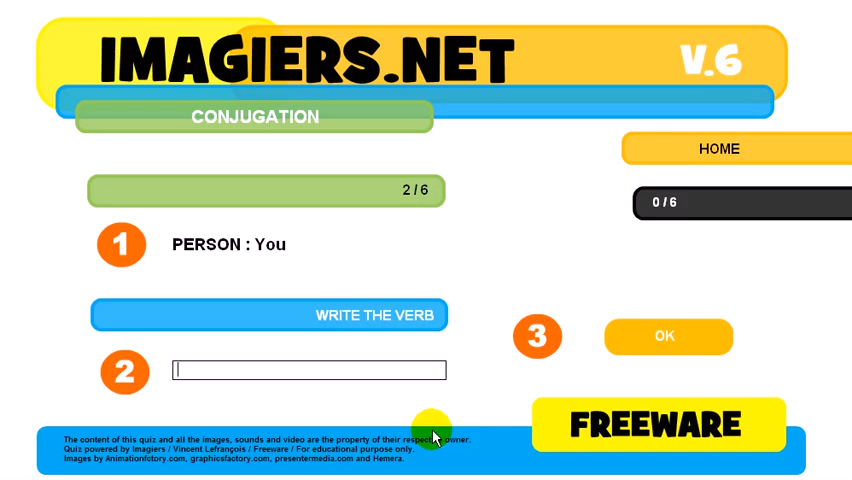 IMAGIERS.NET
V.6
CONJUGATION
HOME
2 / 6
0 / 6
1
PERSON : You
WRITE THE VERB
3
OK
2
FREEWARE
The content of this quiz and all the images, sounds and video are the property of their respective owner.
Quiz powered by Imagiers / Vincent Lefrançois / Freeware / For educational purpose only.
Images by Animationfctory.com, graphicsfactory.com, presentermedia.com and Hemera.